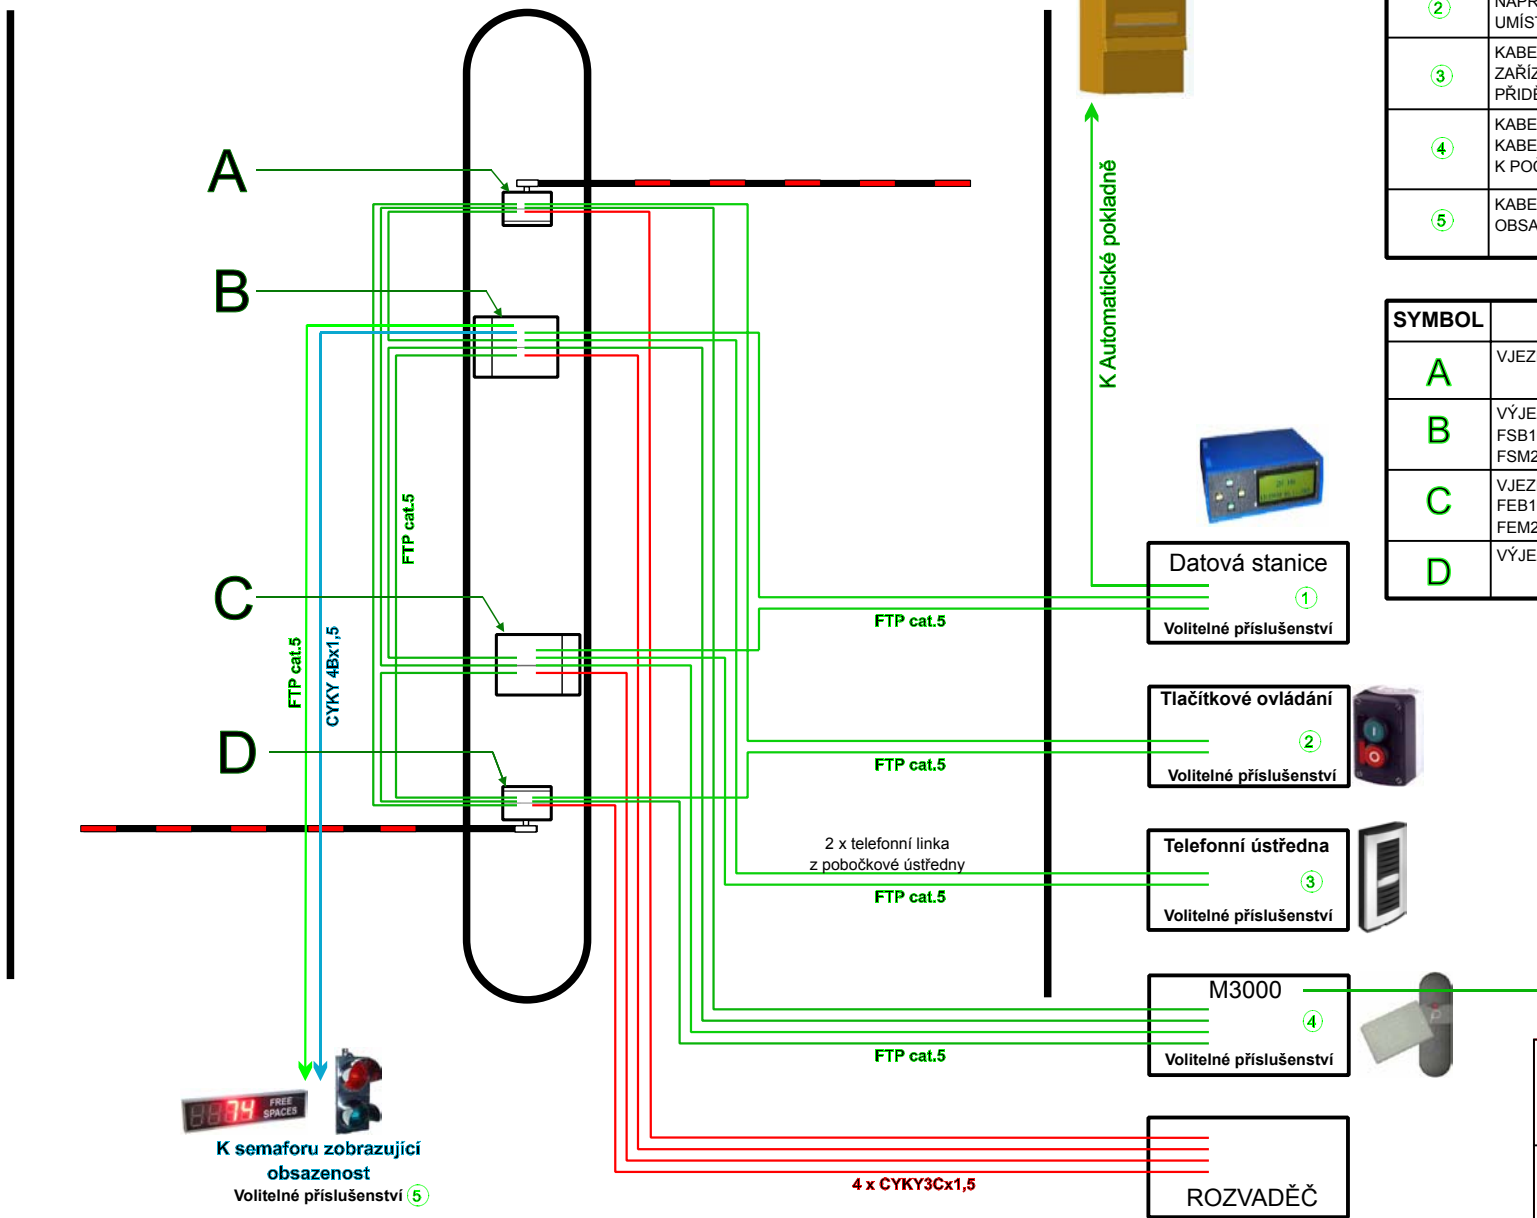 A
B
C
D
FTP cat.5
FTP cat.5
CYKY 4Bx1,5
K Automatické pokladně
FTP cat.5
FTP cat.5
2 x telefonní linka
z pobočkové ústředny
FTP cat.5
FTP cat.5
4 x CYKY3Cx1,5
74 FREE
SPACES
K semaforu zobrazující
obsazenost
Volitelné příslušenství 5
Datová stanice
1
Volitelné příslušenství
Tlačítkové ovládání
2
Volitelné příslušenství
Telefonní ústředna
3
Volitelné příslušenství
M3000
4
Volitelné příslušenství
ROZVADĚČ
2
UMÍST
3
KABE
ZAŘÍZ
PŘIDĚ
4
KABE
KABE
K POČ
5
KABE
OBSA
SYMBOL
A
VJEZ
B
VÝJE
FSB1
FSM2
C
VJEZ
FEB1
FEM2
D
VÝJE